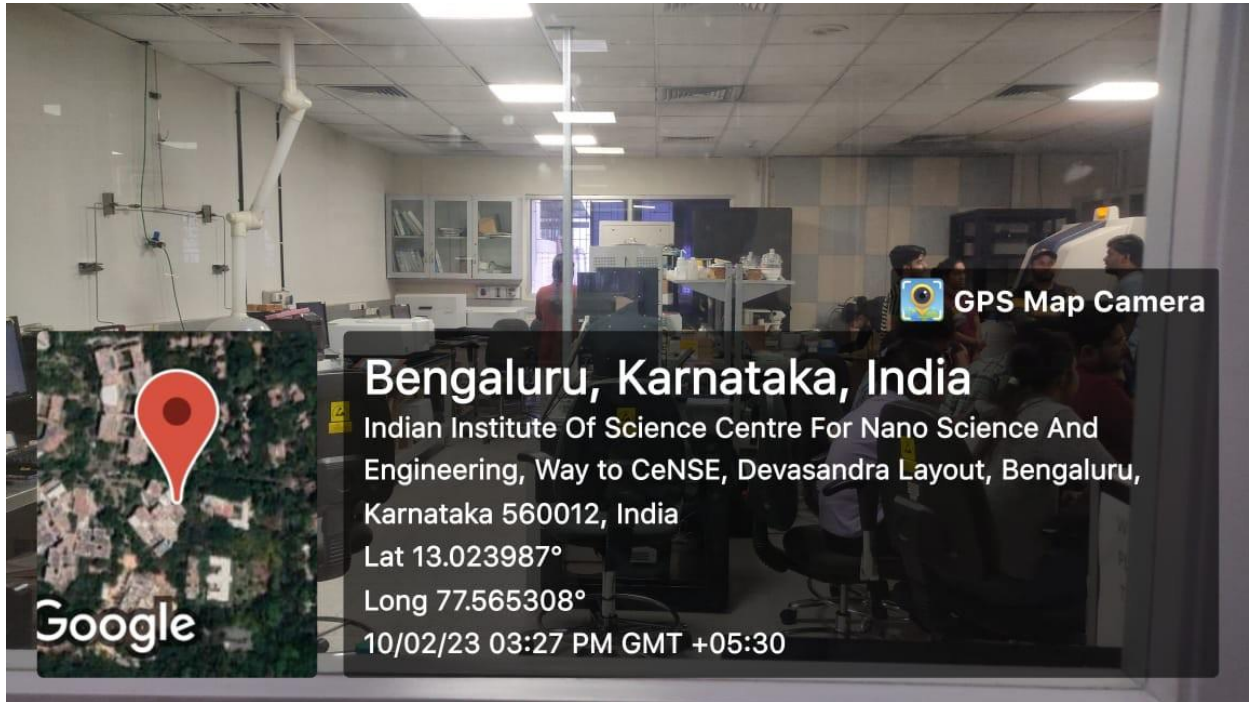 GPS Map Camera
Bengaluru, Karnataka, India
Indian Institute Of Science Centre For Nano Science And
Engineering, Way to CeNSE, Devasandra Layout, Bengaluru,
Karnataka 560012, India
Lat 13.023987°
Long 77.565308°
10/02/23 03:27 PM GMT +05:30
Google